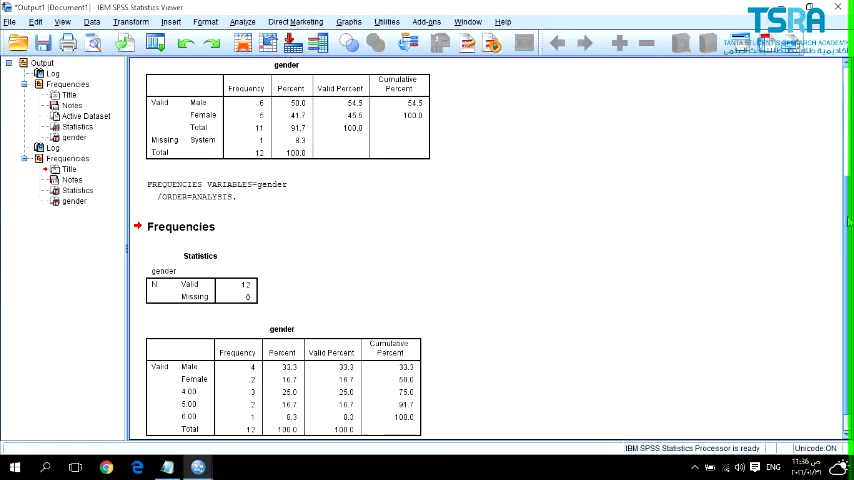 *Output1 [Document1] - IBM SPSS Statistics Viewer
File Edit View Data Transform Insert Format Analyze Direct Marketing Graphs Utilities Add-ons Window Help
TSRA
TANTA STUDENT'S RESEARCH ACADEMY
Output
Log
Frequencies
Title
Notes
Active Dataset
Statistics
gender
Log
Frequencies
Title
Notes
Statistics
gender
gender
Frequency Percent Valid Percent Cumulative Percent
Valid Male 6 50.0 54.5 54.5
Female 5 41.7 45.5 100.0
Total 11 91.7 100.0
Missing System 1 8.3
Total 12 100.0
FREQUENCIES VARIABLES=gender
/ORDER=ANALYSIS.
Frequencies
Statistics
gender
N Valid 12
Missing 0
gender
Frequency Percent Valid Percent Cumulative Percent
Valid Male 4 33.3 33.3 33.3
Female 2 16.7 16.7 50.0
4.00 3 25.0 25.0 75.0
5.00 2 16.7 16.7 91.7
6.00 1 8.3 8.3 100.0
Total 12 100.0 100.0
IBM SPSS Statistics Processor is ready Unicode:ON
ENG
11:36 ص